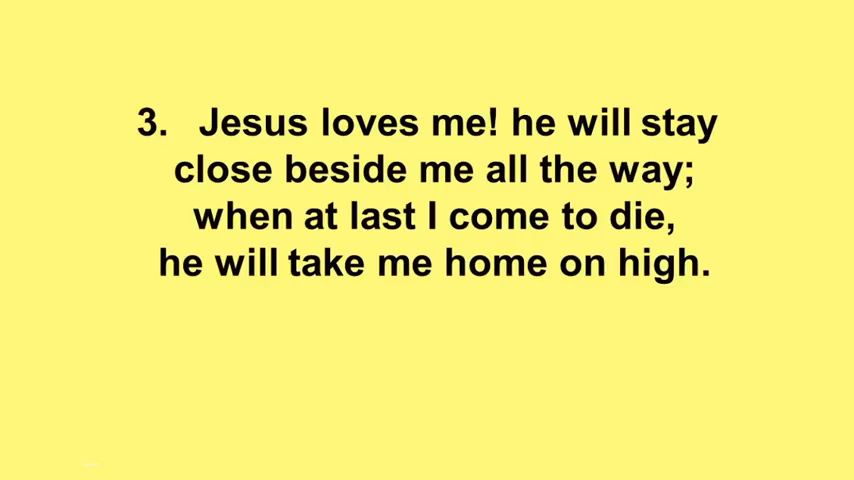 3. Jesus loves me! he will stay
close beside me all the way;
when at last I come to die,
he will take me home on high.